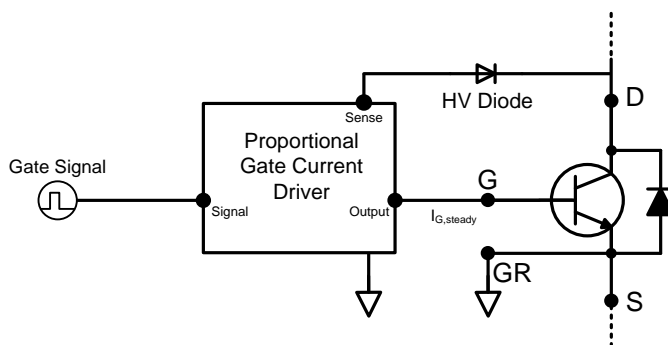 HV Diode
D
Sense
Proportional
Gate Current
Driver
Gate Signal
Signal
Output
G
I_G,steady
GR
S